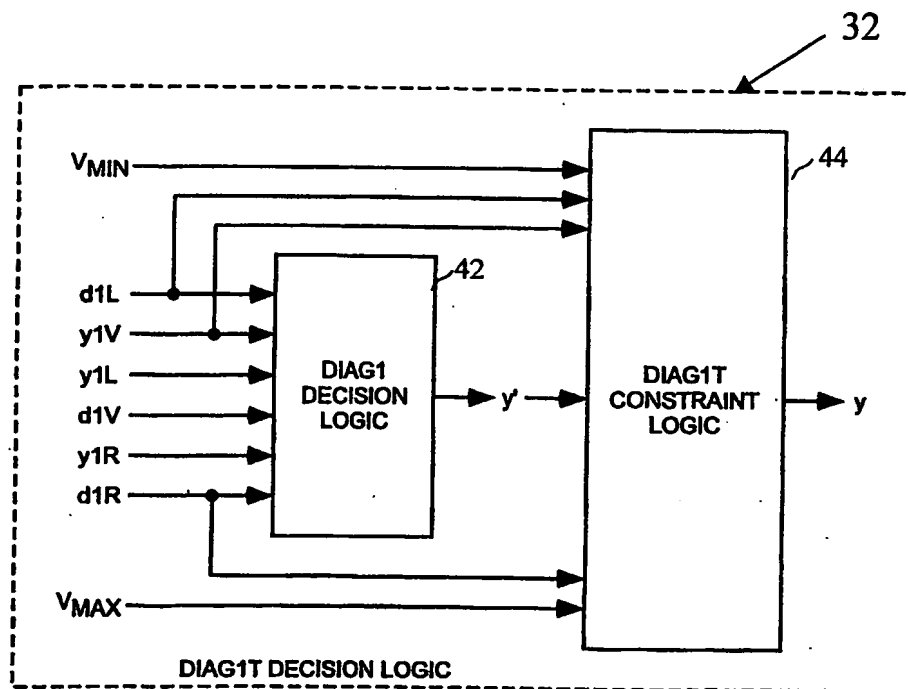 32
VMIN
44
42
d1L
y1V
y1L
d1V
y1R
d1R
DIAG1
DECISION
LOGIC
y'
DIAG1T
CONSTRAINT
LOGIC
y
VMAX
DIAG1T DECISION LOGIC